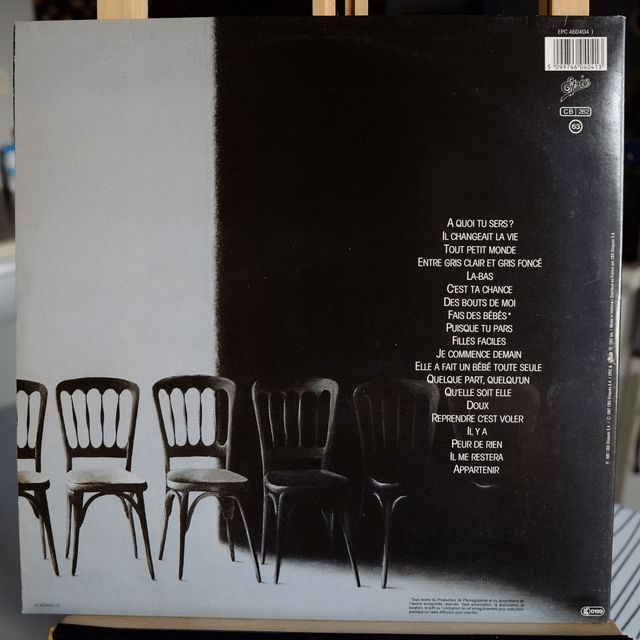 EPC 460404 1
5 099746 040413
Epic
CB 262
63
A QUOI TU SERS ?
IL CHANGEAIT LA VIE
TOUT PETIT MONDE
ENTRE GRIS CLAIR ET GRIS FONCÉ
LA-BAS
C'EST TA CHANCE
DES BOUTS DE MOI
FAIS DES BÉBÉS*
PUISQUE TU PARS
FILLES FACILES
JE COMMENCE DEMAIN
ELLE A FAIT UN BÉBÉ TOUTE SEULE
QUELQUE PART, QUELQU'UN
QU'ELLE SOIT ELLE
DOUX
REPRENDRE C'EST VOLER
IL Y A
PEUR DE RIEN
IL ME RESTERA
APPARTENIR
0199